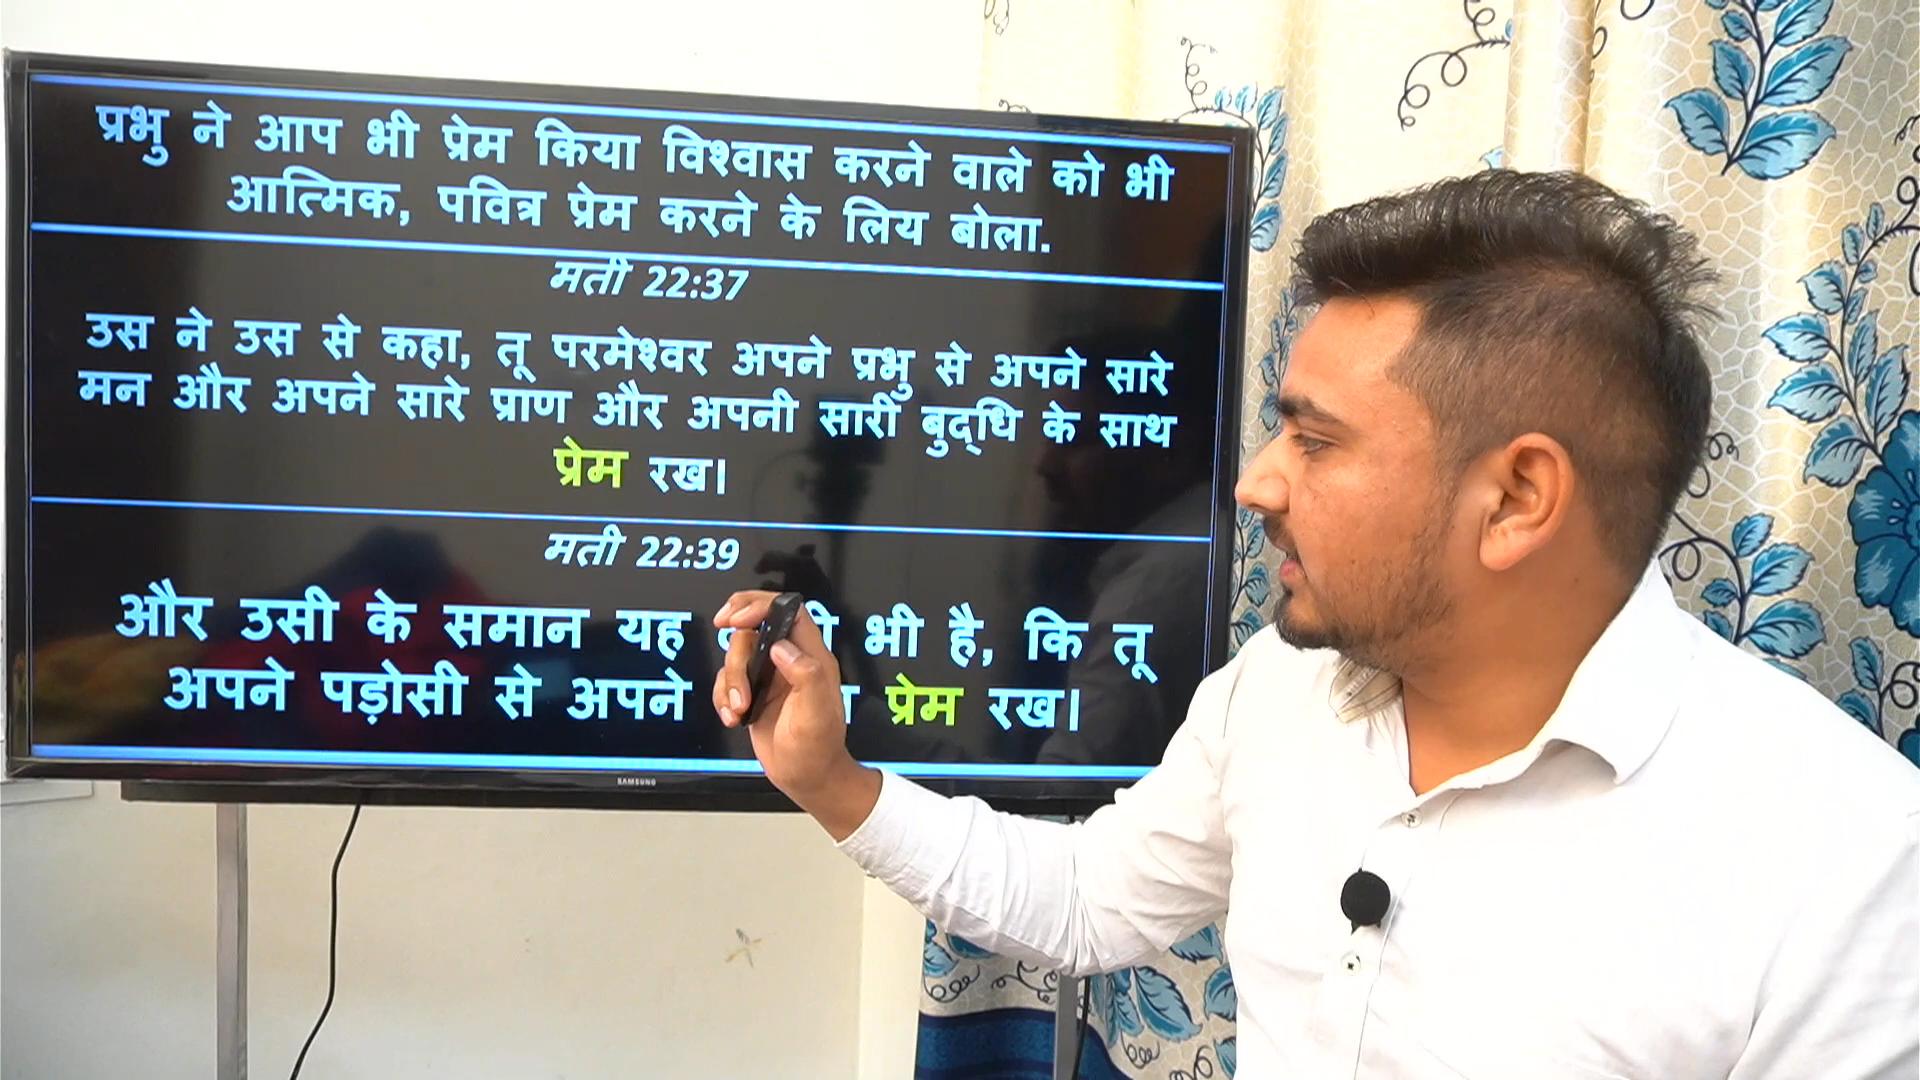 प्रभु ने आप भी प्रेम किया विश्वास करने वाले को भी
आत्मिक, पवित्र प्रेम करने के लिय बोला.
मती 22:37
उस ने उस से कहा, तू परमेश्वर अपने प्रभु से अपने सारे
मन और अपने सारे प्राण और अपनी सारी बुद्धि के साथ
प्रेम रख।
मती 22:39
और उसी के समान यह भी है, कि तू
अपने पड़ोसी से अपने प्रेम रख।
SAMSUNG